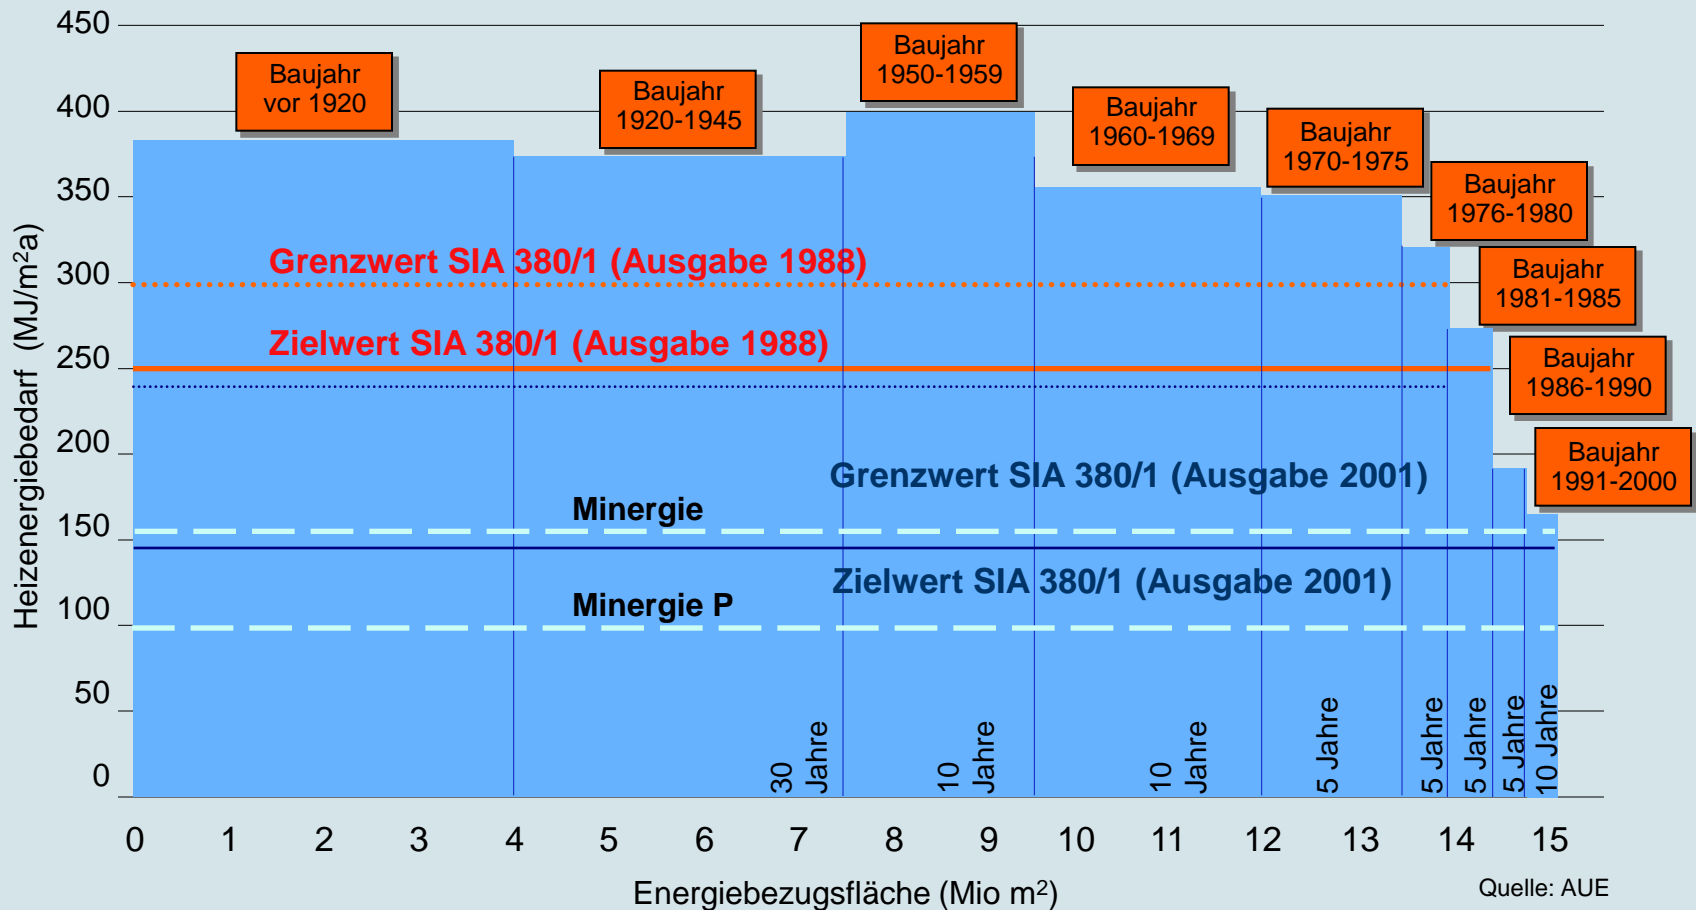 450
400
350
300
250
200
150
100
50
0
Heizenergiebedarf (MJ/m²a)
Baujahr
vor 1920
Baujahr
1920-1945
Baujahr
1950-1959
Baujahr
1960-1969
Baujahr
1970-1975
Baujahr
1976-1980
Baujahr
1981-1985
Baujahr
1986-1990
Baujahr
1991-2000
Grenzwert SIA 380/1 (Ausgabe 1988)
Zielwert SIA 380/1 (Ausgabe 1988)
Grenzwert SIA 380/1 (Ausgabe 2001)
Minergie
Zielwert SIA 380/1 (Ausgabe 2001)
Minergie P
30
Jahre
10
Jahre
10
Jahre
5 Jahre
5 Jahre
5 Jahre
5 Jahre
10 Jahre
0 1 2 3 4 5 6 7 8 9 10 11 12 13 14 15
Energiebezugsfläche (Mio m²)
Quelle: AUE